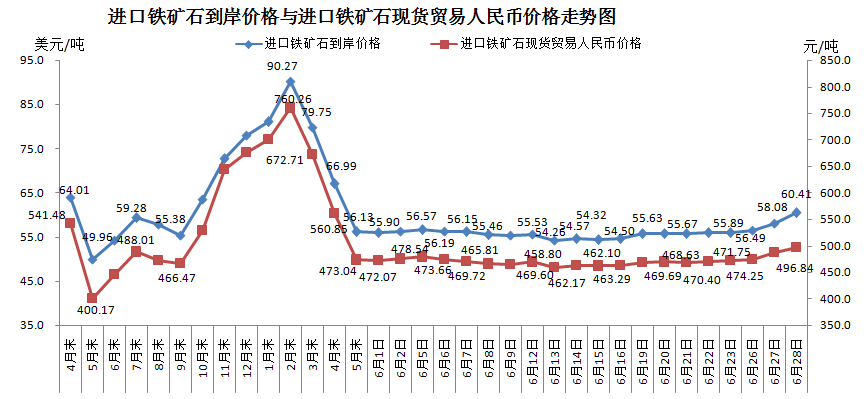 进口铁矿石到岸价格与进口铁矿石现货贸易人民币价格走势图
美元/吨
元/吨
进口铁矿石到岸价格
进口铁矿石现货贸易人民币价格
95.0
85.0
75.0
65.0
55.0
45.0
35.0
850.0
800.0
750.0
700.0
650.0
600.0
550.0
500.0
450.0
400.0
350.0
64.01
49.96
59.28
55.38
90.27
79.75
66.99
56.13
55.90
56.57
56.19
56.15
55.46
55.53
54.26
54.57
54.32
54.50
55.63
55.67
55.89
56.49
58.08
60.41
541.48
400.17
488.01
466.47
672.71
760.26
560.85
473.04
472.07
478.54
473.66
469.72
465.81
469.60
458.80
462.17
462.10
463.29
469.69
468.63
470.40
471.75
474.25
496.84
4月末
5月末
6月末
7月末
8月末
9月末
10月末
11月末
12月末
1月末
2月末
3月末
4月末
5月末
6月1日
6月2日
6月5日
6月6日
6月7日
6月8日
6月9日
6月12日
6月13日
6月14日
6月15日
6月16日
6月19日
6月20日
6月21日
6月22日
6月23日
6月26日
6月27日
6月28日